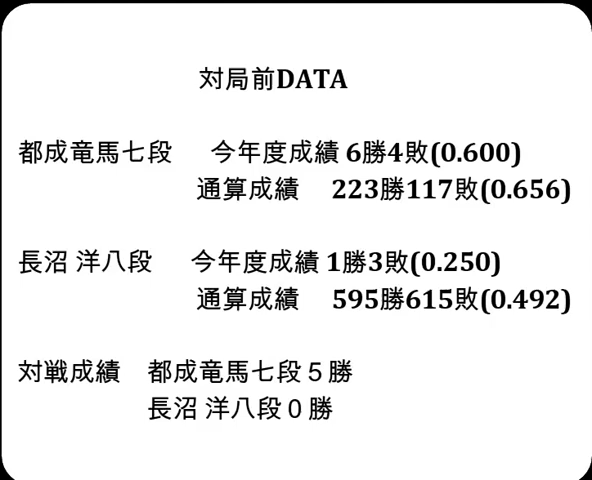 対局前DATA
都成竜馬七段 今年度成績 6勝4敗(0.600)
通算成績 223勝117敗(0.656)
長沼 洋八段 今年度成績 1勝3敗(0.250)
通算成績 595勝615敗(0.492)
対戦成績 都成竜馬七段５勝
長沼 洋八段０勝